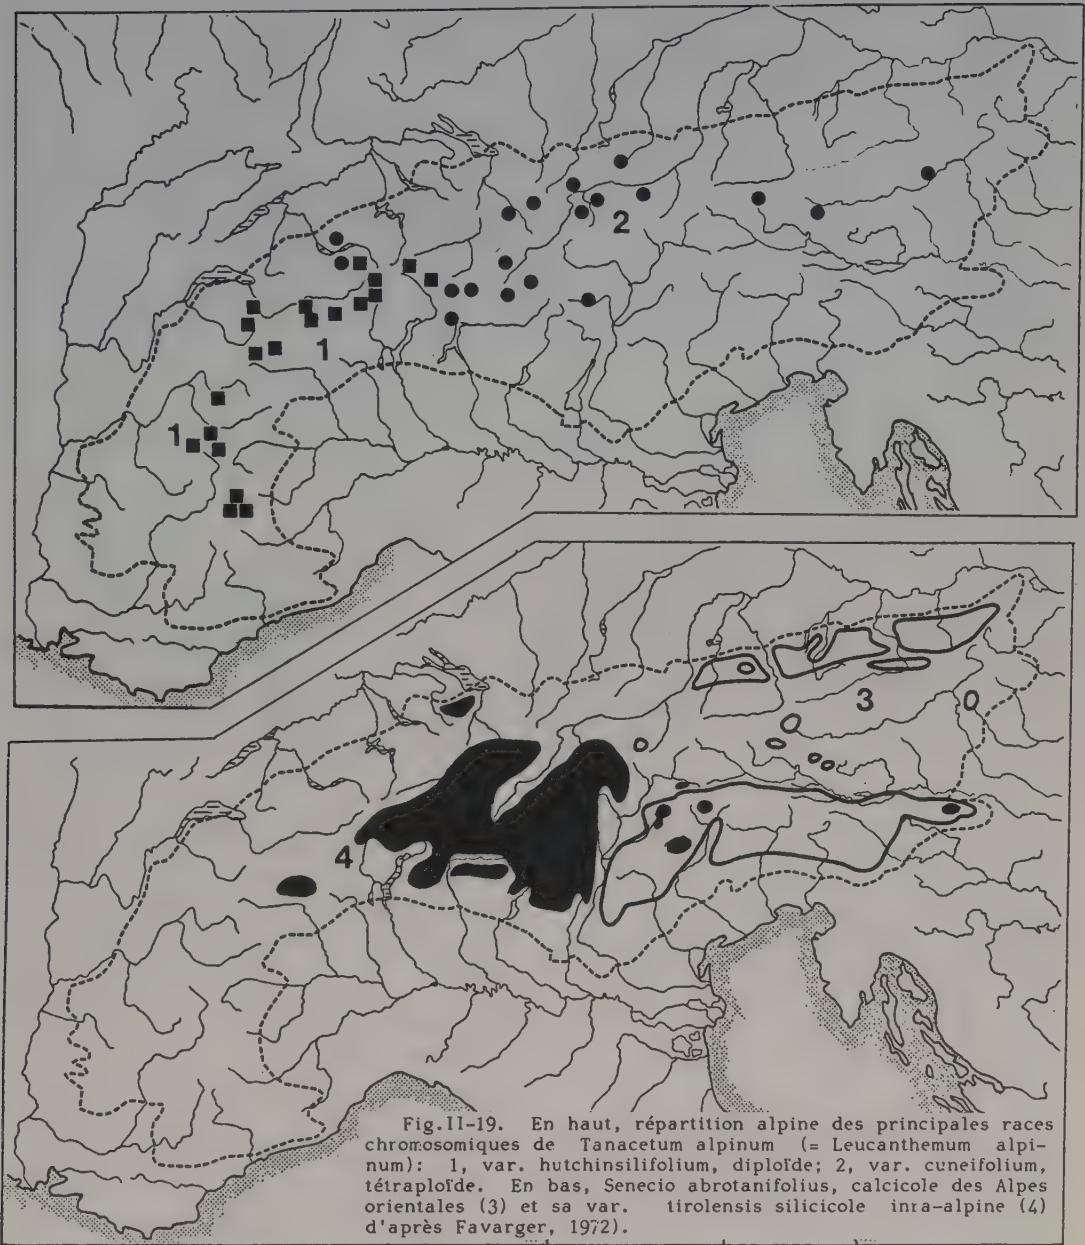 2
1
1
3
4
Fig.II-19. En haut, répartition alpine des principales races
chromosomiques de Tanacetum alpinum (= Leucanthemum alpi-
num): 1, var. hutchinsilifolium, diploïde; 2, var. cuneifolium,
tétraploïde. En bas, Senecio abrotanifolius, calcicole des Alpes
orientales (3) et sa var. tirolensis silicicole intra-alpine (4)
d'après Favarger, 1972).